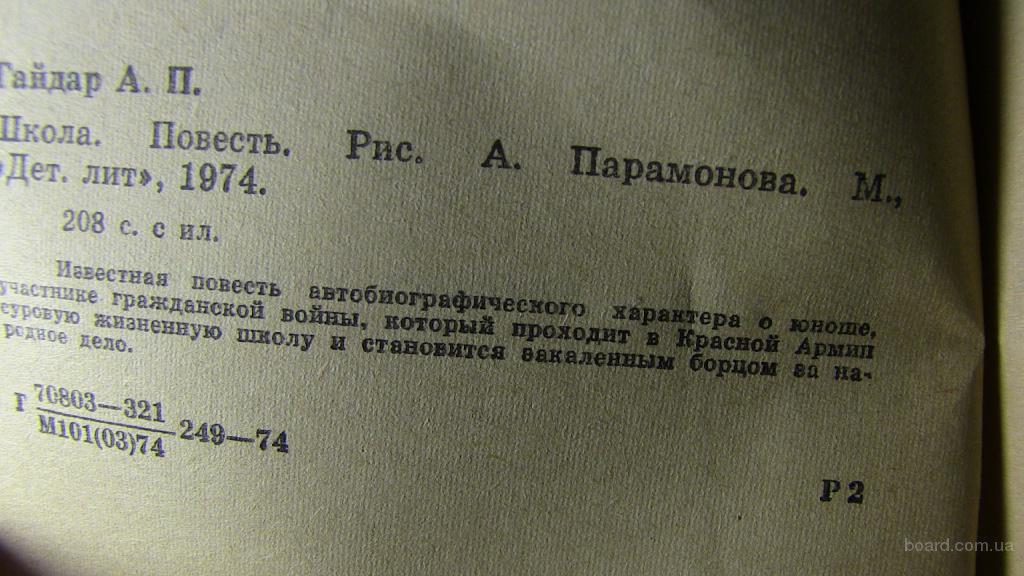 Гайдар А. П.
Школа. Повесть. Рис. А. Парамонова. М.,
«Дет. лит», 1974.
208 с. с ил.
Известная повесть автобиографического характера о юноше,
участнике гражданской войны, который проходит в Красной Армии
суровую жизненную школу и становится закаленным борцом за на-
родное дело.
Г 70803—321
М101(03)74 249—74
Р 2
board.com.ua